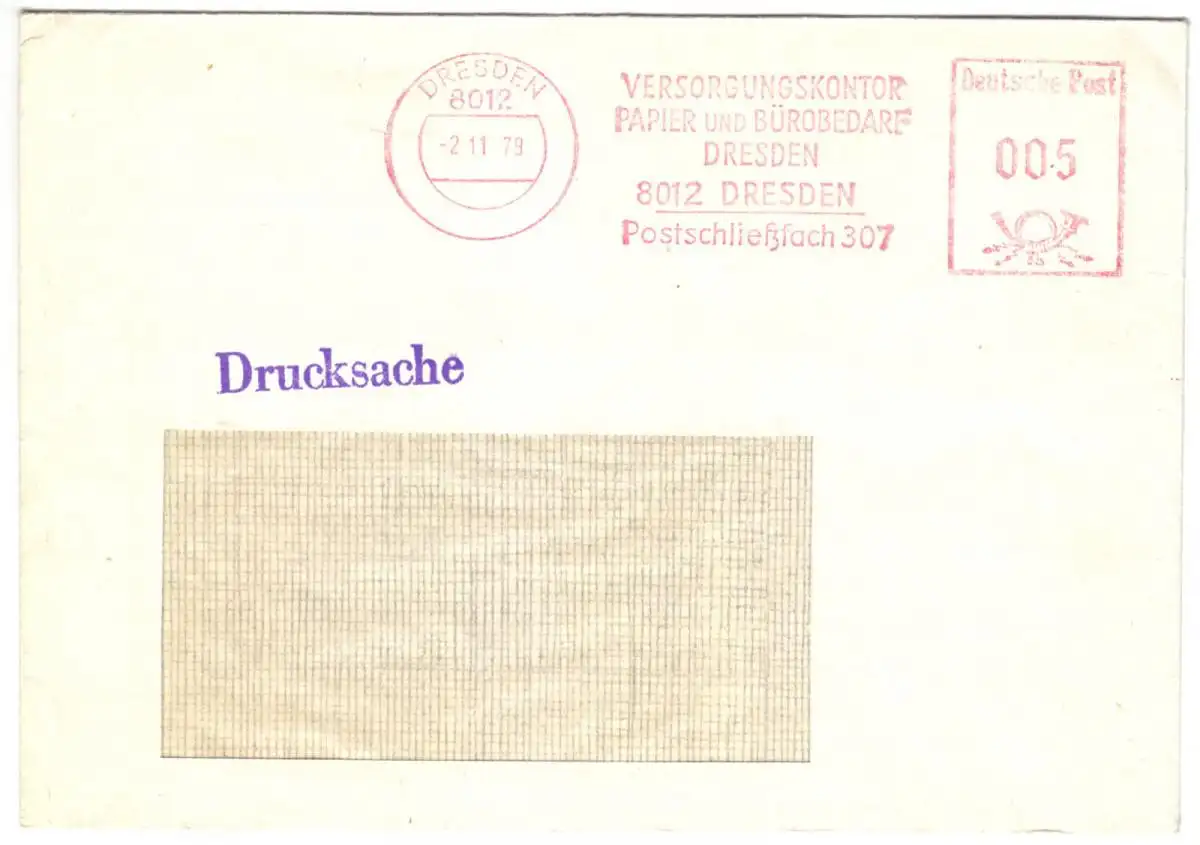 DRESDEN
8012
-2 11 79
VERSORGUNGSKONTOR
PAPIER UND BÜROBEDARF
DRESDEN
8012 DRESDEN
Postschließfach 307
Deutsche Post
005
Drucksache